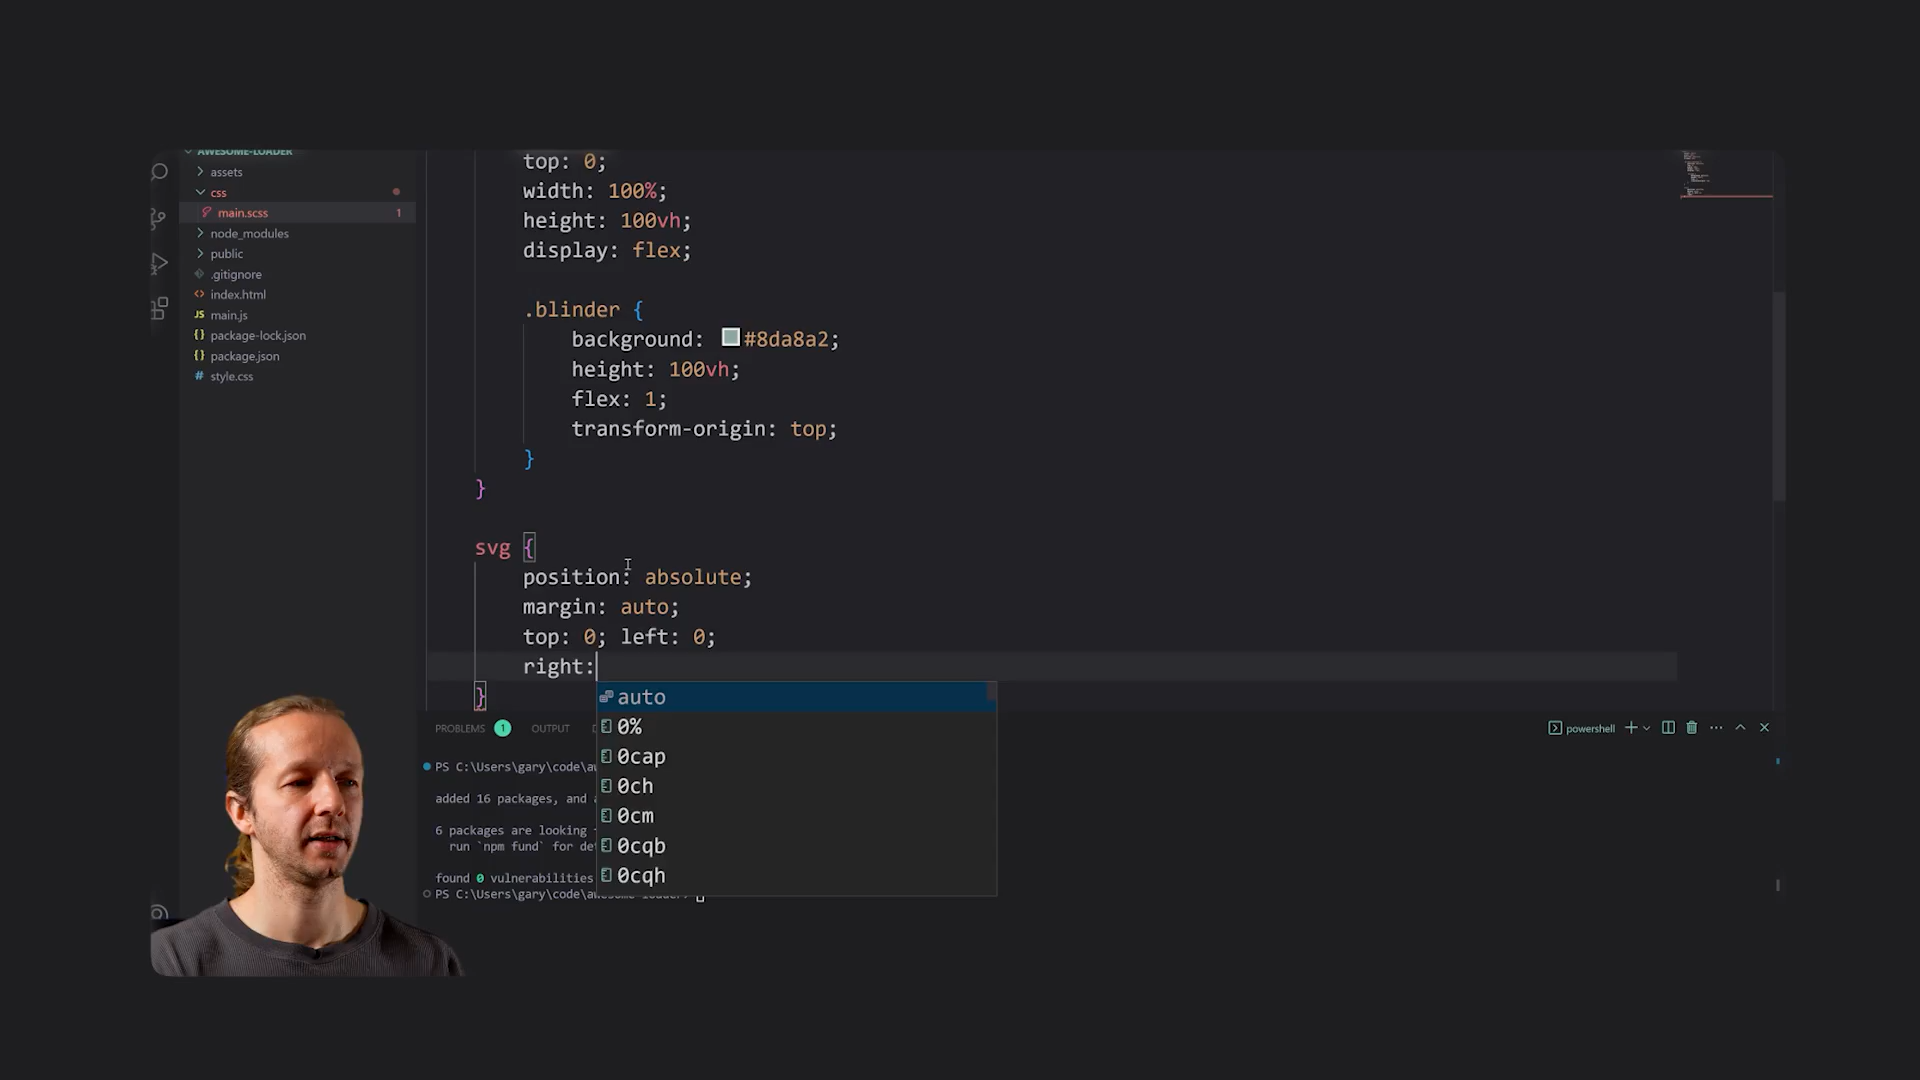 AWESOME-LOADER
assets
css
main.scss 1
node_modules
public
.gitignore
index.html
JS main.js
{} package-lock.json
{} package.json
# style.css
top: 0;
width: 100%;
height: 100vh;
display: flex;
.blinder {
background: #8da8a2;
height: 100vh;
flex: 1;
transform-origin: top;
}
}
svg {
position: absolute;
margin: auto;
top: 0; left: 0;
right:
}
auto
0%
0cap
0ch
0cm
0cqb
0cqh
PROBLEMS 1 OUTPUT
powershell
PS C:\Users\gary\code\aw
added 16 packages, and a
6 packages are looking
run `npm fund` for det
found 0 vulnerabilities
PS C:\Users\gary\code\awesome-loader>